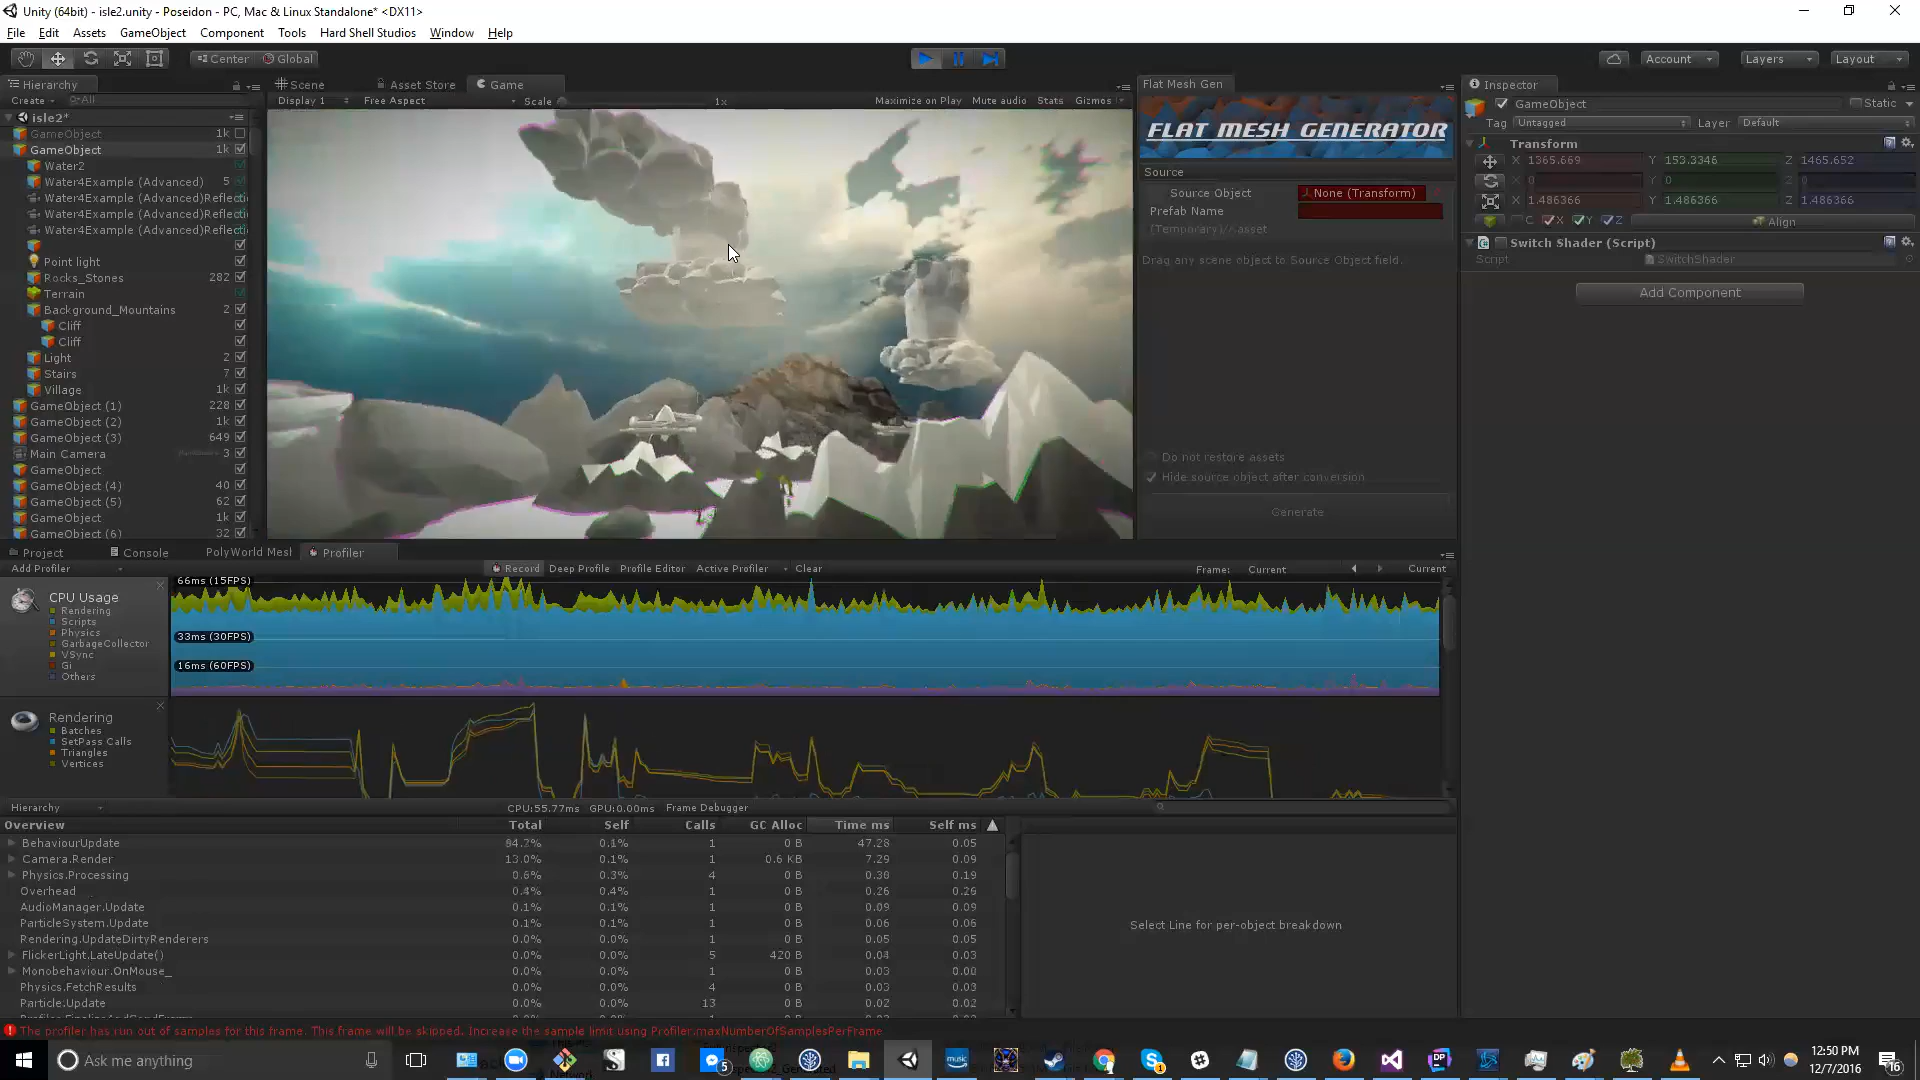 Unity (64bit) - isle2.unity - Poseidon - PC, Mac & Linux Standalone* <DX11>
File Edit Assets GameObject Component Tools Hard Shell Studios Window Help
Center Global Account Layers Layout
Hierarchy Scene Asset Store Game Flat Mesh Gen Inspector
Create All Display 1 Free Aspect Scale 1x Maximize on Play Mute audio Stats Gizmos
GameObject Static
Tag Untagged Layer Default
isle2*
GameObject 1k
GameObject 1k
Water2
Water4Example (Advanced) 5
Water4Example (Advanced)Reflecti
Water4Example (Advanced)Reflecti
Water4Example (Advanced)Reflecti
Point light
Rocks_Stones 282
Terrain
Background_Mountains 2
Cliff
Cliff
Light 2
Stairs 7
Village 1k
GameObject (1) 228
GameObject (2) 1k
GameObject (3) 649
Main Camera 3
GameObject
GameObject (4) 40
GameObject (5) 62
GameObject 1k
GameObject (6) 32
FLAT MESH GENERATOR
Source
Source Object None (Transform)
Prefab Name
(Temporary)/.asset
Drag any scene object to Source Object field.
Do not restore assets
Hide source object after conversion
Generate
Transform
X 1365.669 Y 153.3346 Z 1465.652
X 0 Y 0 Z 0
X 1.486366 Y 1.486366 Z 1.486366
C X Y Z Align
Switch Shader (Script)
Script SwitchShader
Add Component
Project Console PolyWorld Mesl Profiler
Add Profiler Record Deep Profile Profile Editor Active Profiler Clear Frame: Current Current
CPU Usage
Rendering
Scripts
Physics
GarbageCollector
VSync
Gi
Others
66ms (15FPS)
33ms (30FPS)
16ms (60FPS)
Rendering
Batches
SetPass Calls
Triangles
Vertices
Hierarchy CPU:55.77ms GPU:0.00ms Frame Debugger
Overview Total Self Calls GC Alloc Time ms Self ms
BehaviourUpdate 84.7% 0.1% 1 0 B 47.28 0.05
Camera.Render 13.0% 0.1% 1 0.6 KB 7.29 0.09
Physics.Processing 0.6% 0.3% 4 0 B 0.38 0.19
Overhead 0.4% 0.4% 1 0 B 0.26 0.26
AudioManager.Update 0.1% 0.1% 1 0 B 0.09 0.09
ParticleSystem.Update 0.1% 0.1% 1 0 B 0.06 0.06
Rendering.UpdateDirtyRenderers 0.0% 0.0% 1 0 B 0.05 0.05
FlickerLight.LateUpdate() 0.0% 0.0% 5 420 B 0.04 0.03
Monobehaviour.OnMouse_ 0.0% 0.0% 1 0 B 0.03 0.00
Physics.FetchResults 0.0% 0.0% 4 0 B 0.03 0.03
Particle.Update 0.0% 0.0% 13 0 B 0.02 0.02
Select Line for per-object breakdown
The profiler has run out of samples for this frame. This frame will be skipped. Increase the sample limit using Profiler.maxNumberOfSamplesPerFrame
Ask me anything
12:50 PM
12/7/2016